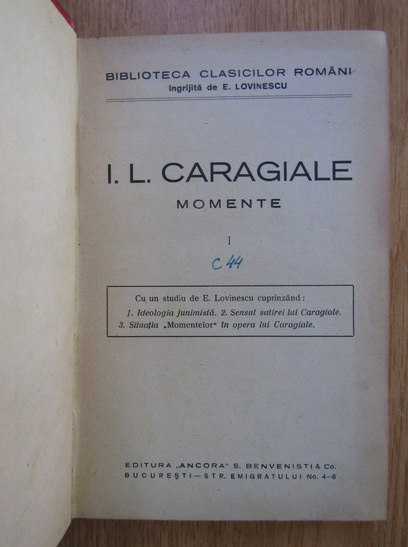 BIBLIOTECA CLASICILOR ROMÂNI
îngrijită de E. LOVINESCU
I. L. CARAGIALE
MOMENTE
I
C 44
Cu un studiu de E. Lovinescu cuprinzând :
1. Ideologia junimistă. 2. Sensul satirei lui Caragiale.
3. Situația „Momentelor“ în opera lui Caragiale.
EDITURA „ANCORA“ S. BENVENISTI & Co.
BUCUREȘTI — STR. EMIGRATULUI No. 4–6